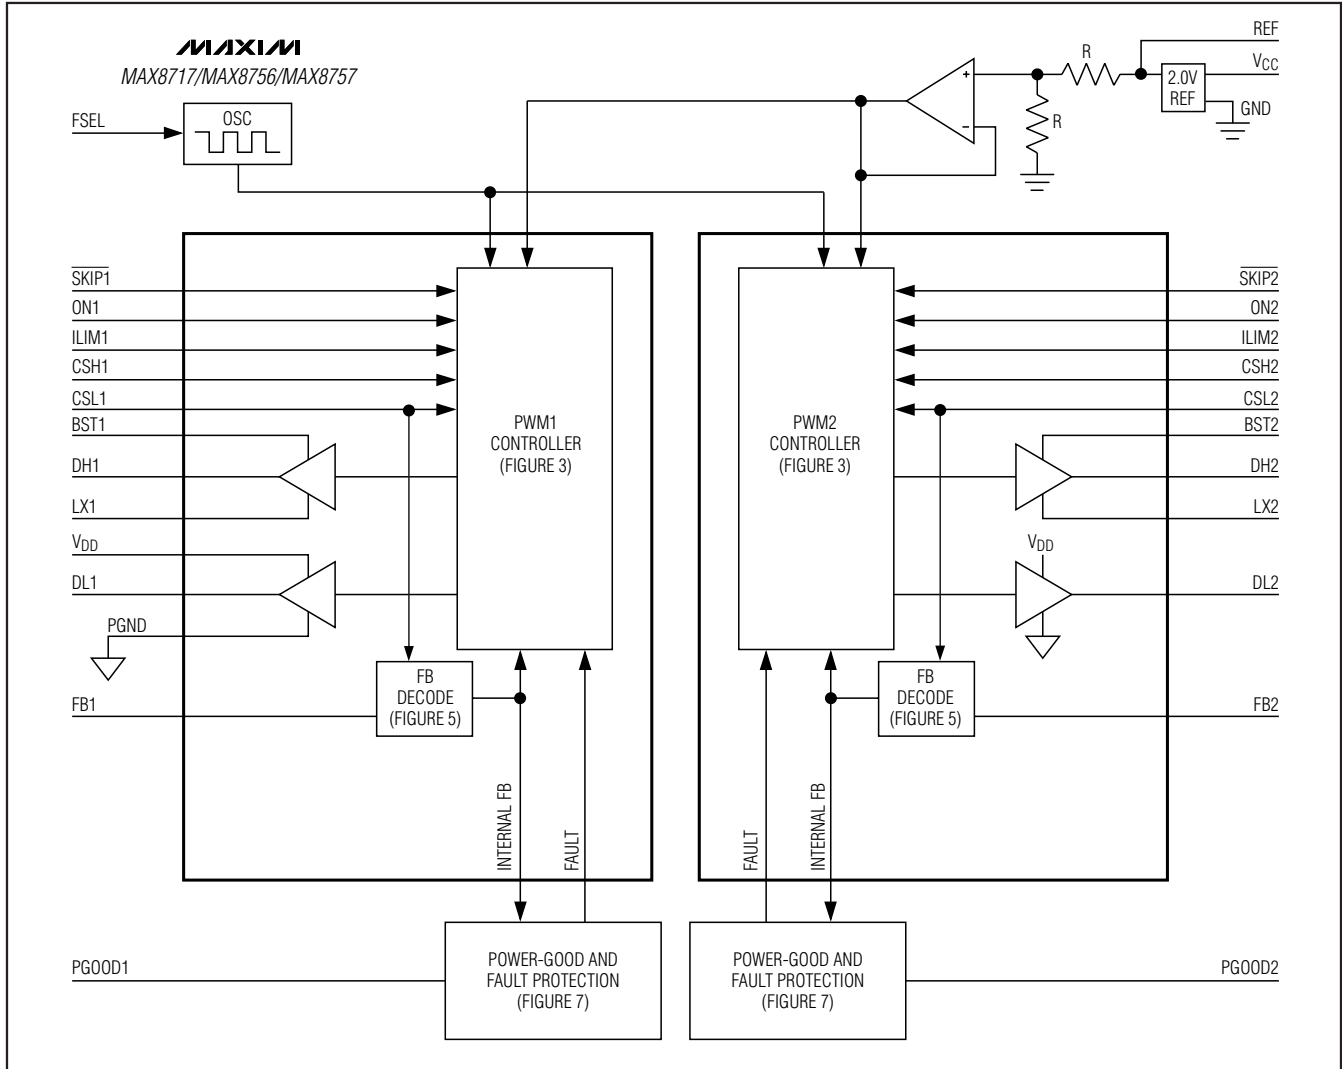 MAXIM
MAX8717/MAX8756/MAX8757
REF
R
VCC
2.0V
REF
GND
R
FSEL
OSC
+
-
SKIP1
ON1
ILIM1
CSH1
CSL1
BST1
DH1
LX1
VDD
DL1
PGND
FB1
PWM1
CONTROLLER
(FIGURE 3)
FB
DECODE
(FIGURE 5)
INTERNAL FB
FAULT
POWER-GOOD AND
FAULT PROTECTION
(FIGURE 7)
PGOOD1
SKIP2
ON2
ILIM2
CSH2
CSL2
BST2
DH2
LX2
VDD
DL2
FB2
PWM2
CONTROLLER
(FIGURE 3)
FB
DECODE
(FIGURE 5)
FAULT
INTERNAL FB
POWER-GOOD AND
FAULT PROTECTION
(FIGURE 7)
PGOOD2